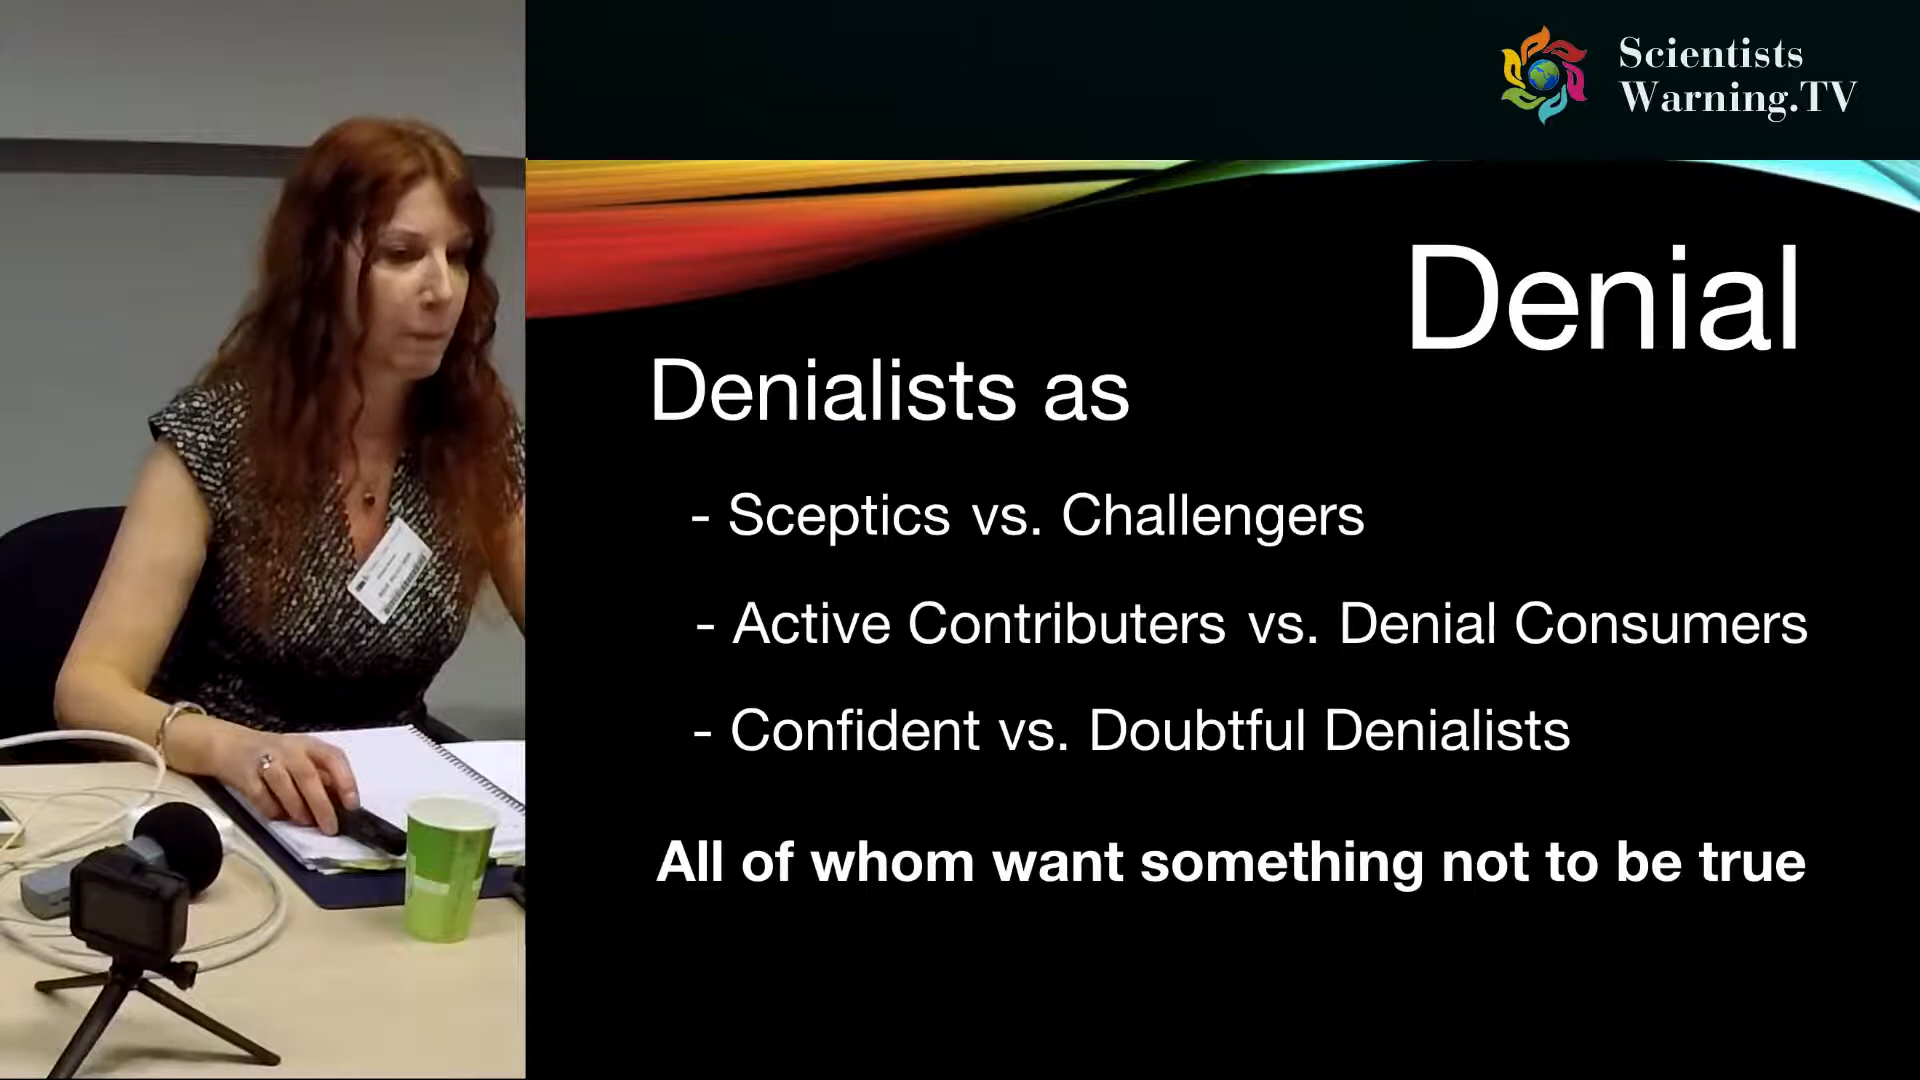 Scientists
Warning.TV
Denial
Denialists as
- Sceptics vs. Challengers
- Active Contributers vs. Denial Consumers
- Confident vs. Doubtful Denialists
All of whom want something not to be true